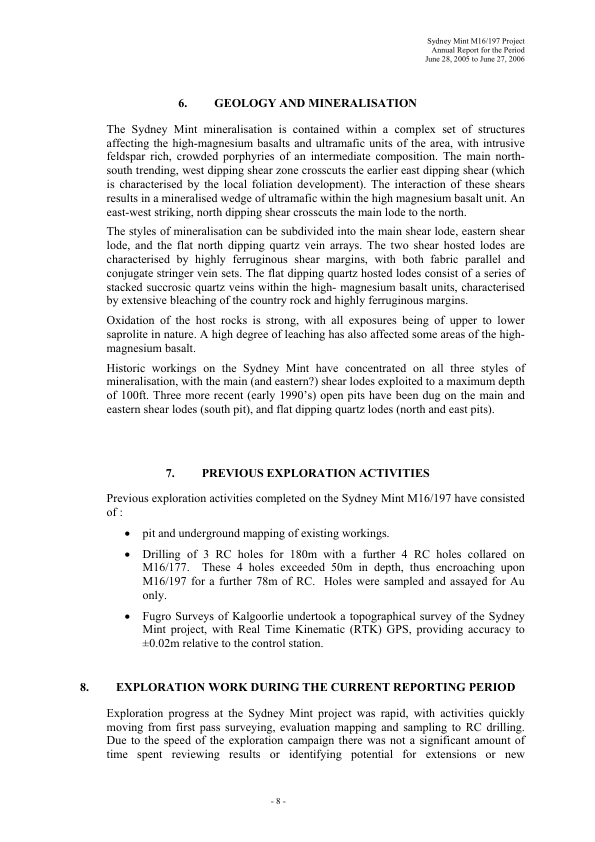 Sydney Mint M16/197 Project
Annual Report for the Period
June 28, 2005 to June 27, 2006
6. GEOLOGY AND MINERALISATION
The Sydney Mint mineralisation is contained within a complex set of structures
affecting the high-magnesium basalts and ultramafic units of the area, with intrusive
feldspar rich, crowded porphyries of an intermediate composition. The main north-
south trending, west dipping shear zone crosscuts the earlier east dipping shear (which
is characterised by the local foliation development). The interaction of these shears
results in a mineralised wedge of ultramafic within the high magnesium basalt unit. An
east-west striking, north dipping shear crosscuts the main lode to the north.
The styles of mineralisation can be subdivided into the main shear lode, eastern shear
lode, and the flat north dipping quartz vein arrays. The two shear hosted lodes are
characterised by highly ferruginous shear margins, with both fabric parallel and
conjugate stringer vein sets. The flat dipping quartz hosted lodes consist of a series of
stacked succrosic quartz veins within the high- magnesium basalt units, characterised
by extensive bleaching of the country rock and highly ferruginous margins.
Oxidation of the host rocks is strong, with all exposures being of upper to lower
saprolite in nature. A high degree of leaching has also affected some areas of the high-
magnesium basalt.
Historic workings on the Sydney Mint have concentrated on all three styles of
mineralisation, with the main (and eastern?) shear lodes exploited to a maximum depth
of 100ft. Three more recent (early 1990's) open pits have been dug on the main and
eastern shear lodes (south pit), and flat dipping quartz lodes (north and east pits).
7. PREVIOUS EXPLORATION ACTIVITIES
Previous exploration activities completed on the Sydney Mint M16/197 have consisted
of :
• pit and underground mapping of existing workings.
• Drilling of 3 RC holes for 180m with a further 4 RC holes collared on
M16/177. These 4 holes exceeded 50m in depth, thus encroaching upon
M16/197 for a further 78m of RC. Holes were sampled and assayed for Au
only.
• Fugro Surveys of Kalgoorlie undertook a topographical survey of the Sydney
Mint project, with Real Time Kinematic (RTK) GPS, providing accuracy to
±0.02m relative to the control station.
8. EXPLORATION WORK DURING THE CURRENT REPORTING PERIOD
Exploration progress at the Sydney Mint project was rapid, with activities quickly
moving from first pass surveying, evaluation mapping and sampling to RC drilling.
Due to the speed of the exploration campaign there was not a significant amount of
time spent reviewing results or identifying potential for extensions or new
- 8 -